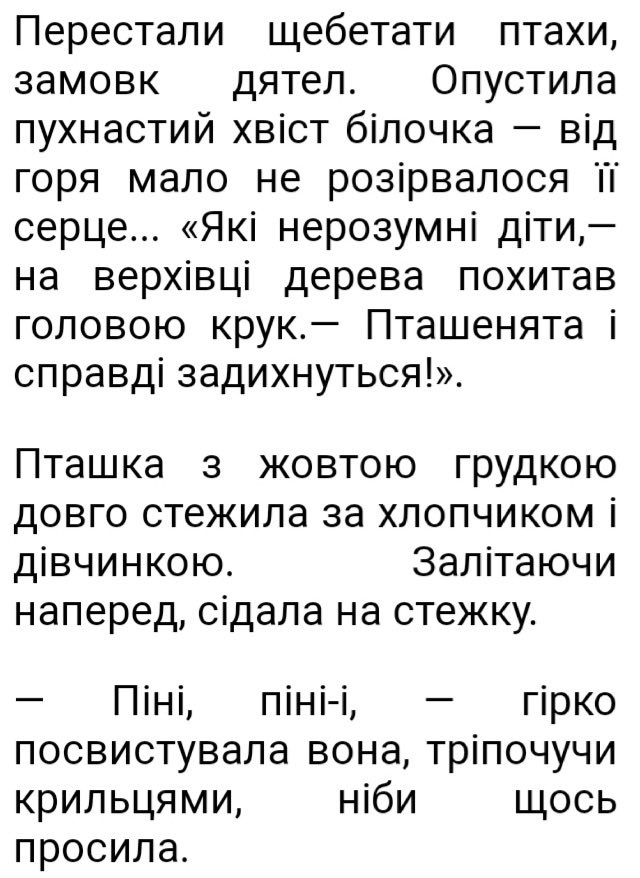 Перестали щебетати птахи,
замовк дятел. Опустила
пухнастий хвіст білочка — від
горя мало не розірвалося її
серце... «Які нерозумні діти,—
на верхівці дерева похитав
головою крук.— Пташенята і
справді задихнуться!».
Пташка з жовтою грудкою
довго стежила за хлопчиком і
дівчинкою. Залітаючи
наперед, сідала на стежку.
— Піні, піні-і, — гірко
посвистувала вона, тріпочучи
крильцями, ніби щось
просила.